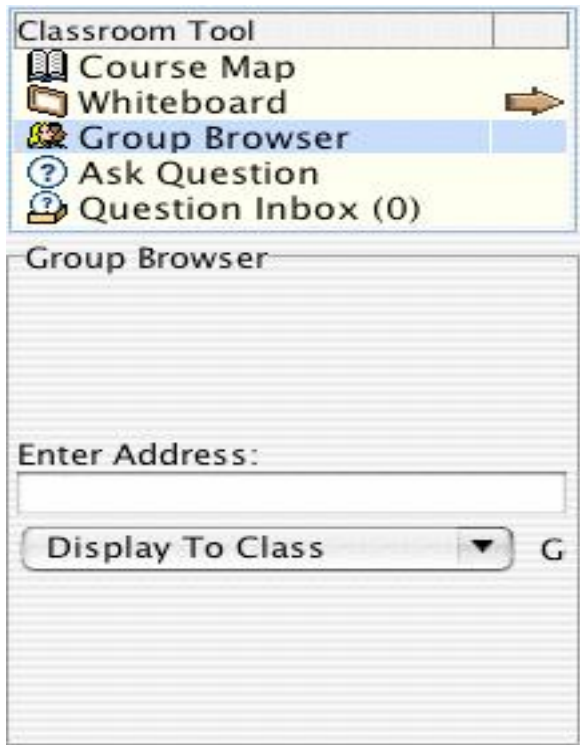 Classroom Tool
Course Map
Whiteboard
Group Browser
Ask Question
Question Inbox (0)
Group Browser
Enter Address:
Display To Class G